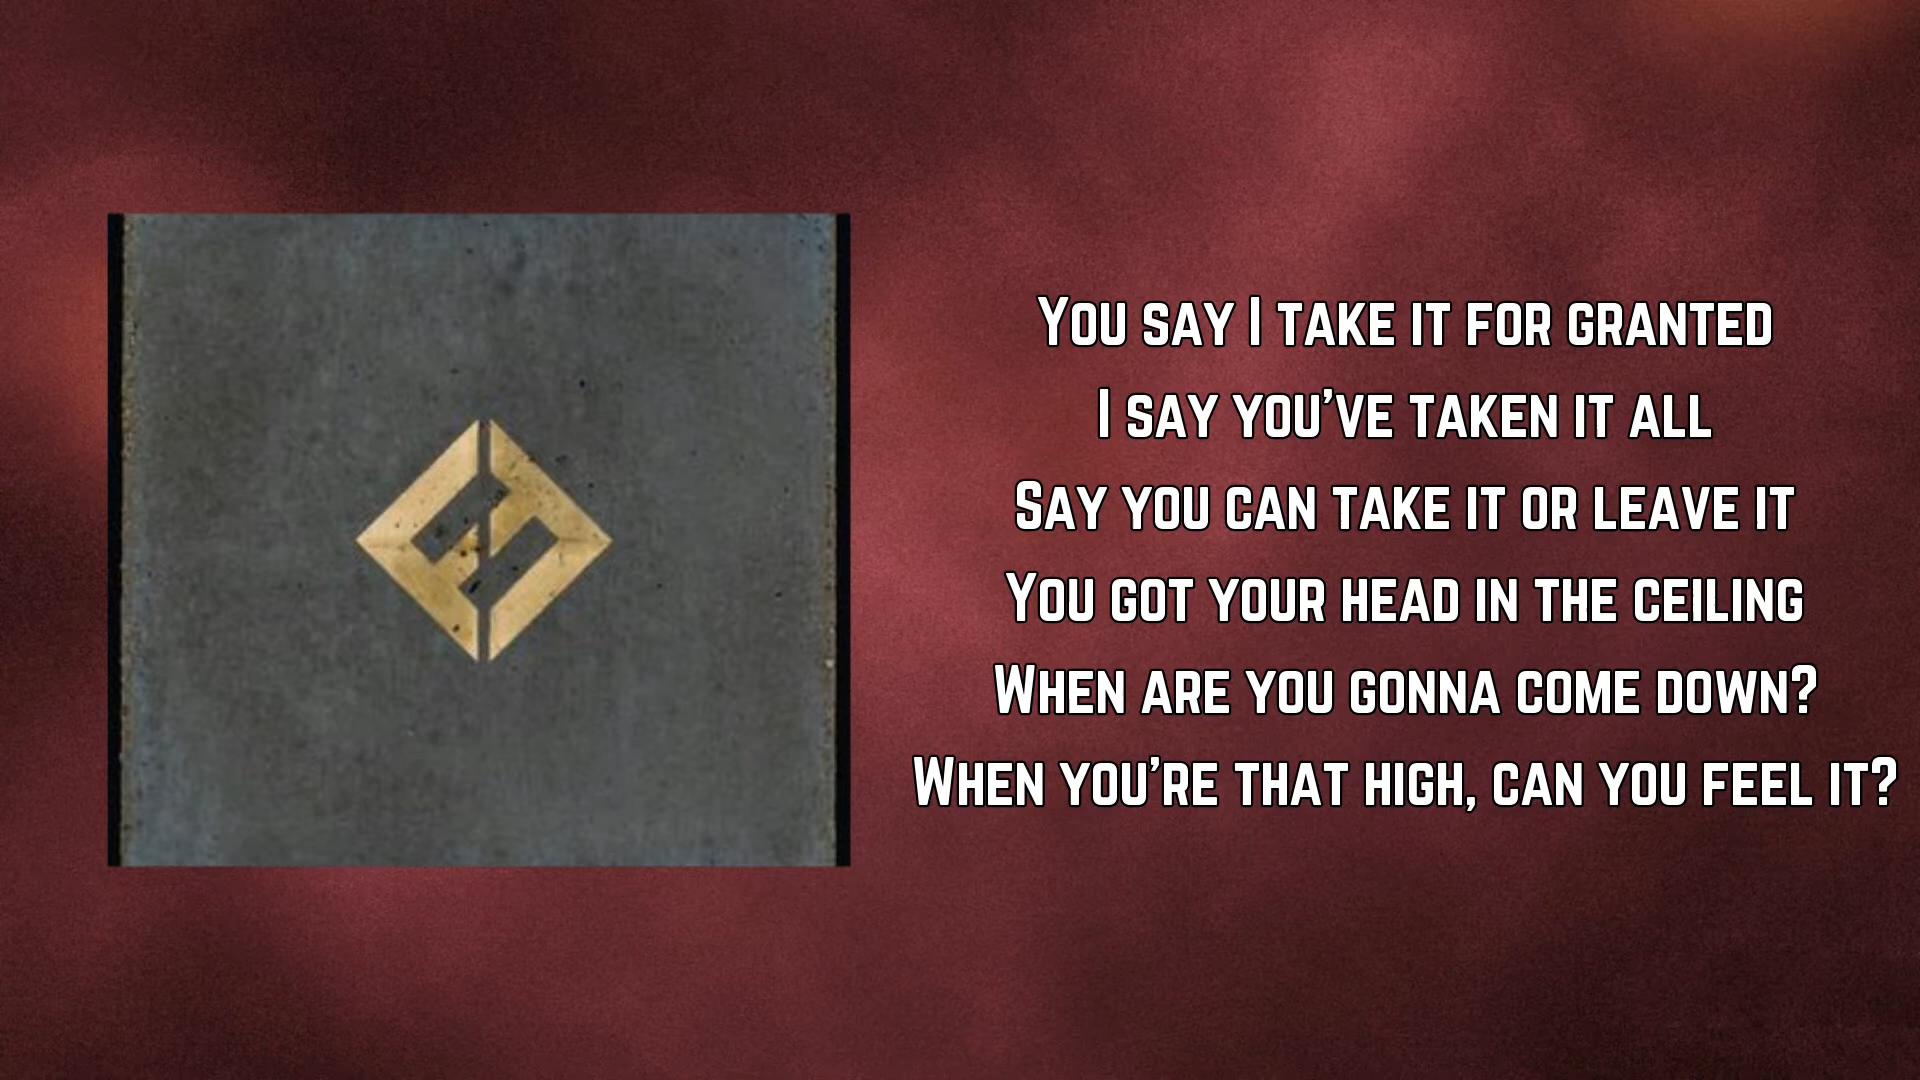 You say I take it for granted
I say you've taken it all
Say you can take it or leave it
You got your head in the ceiling
When are you gonna come down?
When you're that high, can you feel it?